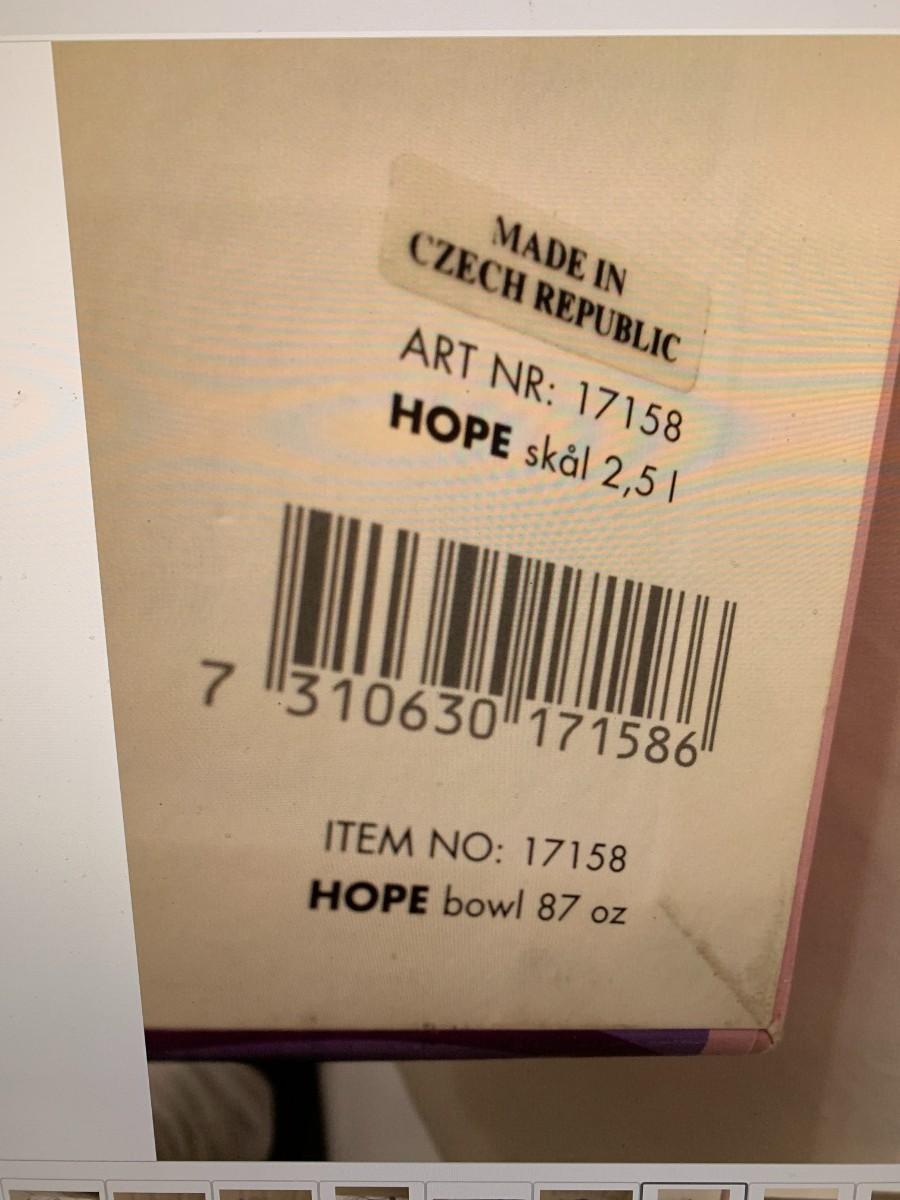 MADE IN
CZECH REPUBLIC
ART NR: 17158
HOPE skål 2,5 l
7 310630 171586
ITEM NO: 17158
HOPE bowl 87 oz